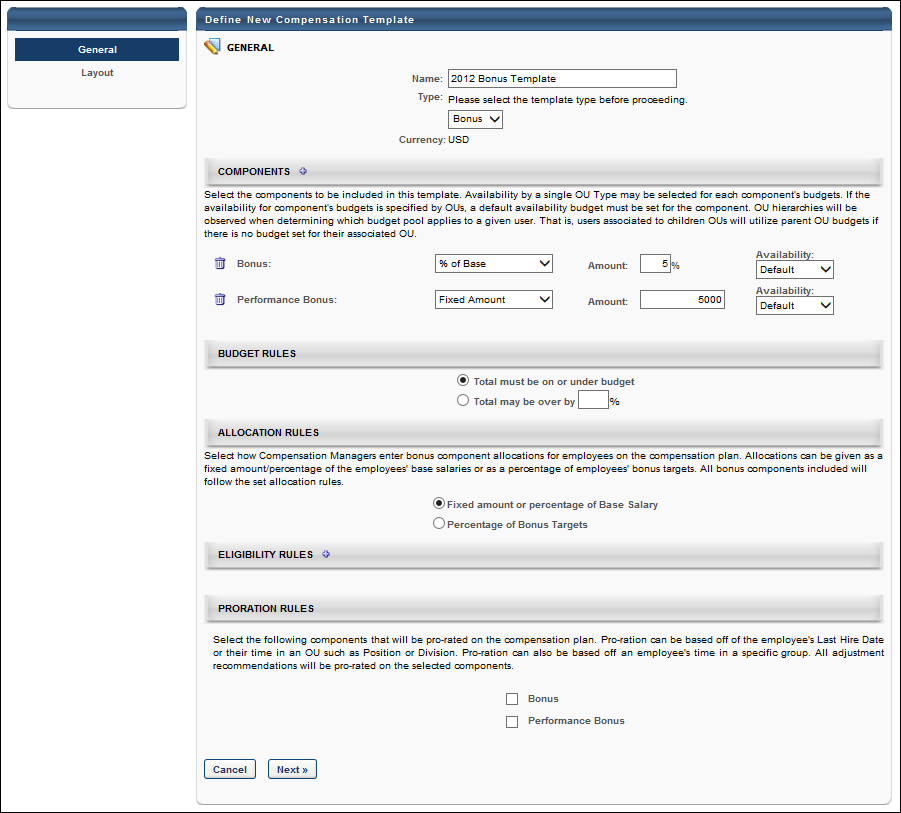 Define New Compensation Template
General
Layout
GENERAL
Name: 2012 Bonus Template
Type: Please select the template type before proceeding.
Bonus
Currency: USD
COMPONENTS
Select the components to be included in this template. Availability by a single OU Type may be selected for each component's budgets. If the
availability for component's budgets is specified by OUs, a default availability budget must be set for the component. OU hierarchies will be
observed when determining which budget pool applies to a given user. That is, users associated to children OUs will utilize parent OU budgets if
there is no budget set for their associated OU.
Bonus: % of Base Amount: 5 % Availability: Default
Performance Bonus: Fixed Amount Amount: 5000 Availability: Default
BUDGET RULES
Total must be on or under budget
Total may be over by %
ALLOCATION RULES
Select how Compensation Managers enter bonus component allocations for employees on the compensation plan. Allocations can be given as a
fixed amount/percentage of the employees' base salaries or as a percentage of employees' bonus targets. All bonus components included will
follow the set allocation rules.
Fixed amount or percentage of Base Salary
Percentage of Bonus Targets
ELIGIBILITY RULES
PRORATION RULES
Select the following components that will be pro-rated on the compensation plan. Pro-ration can be based off of the employee's Last Hire Date
or their time in an OU such as Position or Division. Pro-ration can also be based off an employee's time in a specific group. All adjustment
recommendations will be pro-rated on the selected components.
Bonus
Performance Bonus
Cancel Next »